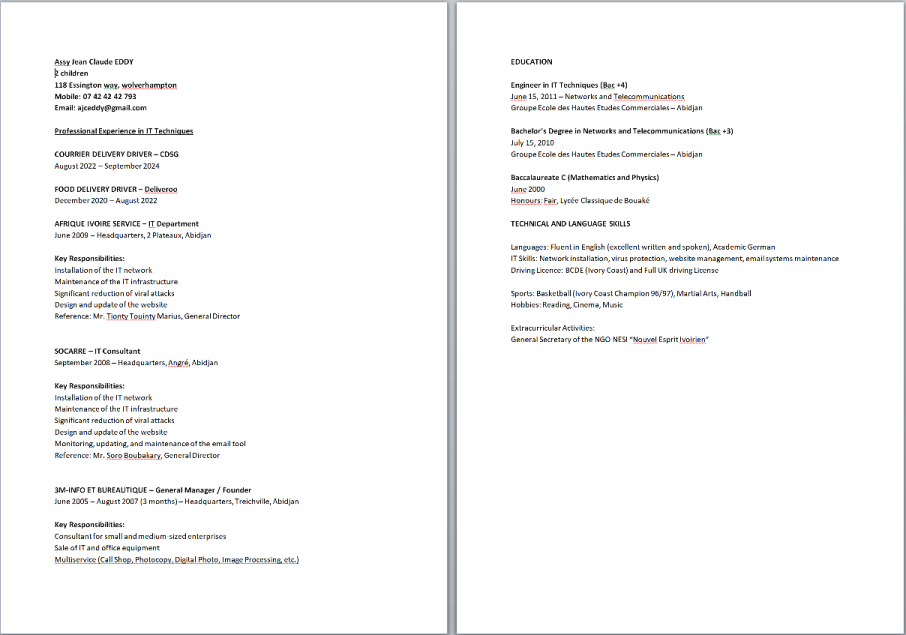 Assy Jean Claude EDDY
2 children
118 Essington way, wolverhampton
Mobile: 07 42 42 42 793
Email: ajceddy@gmail.com
Professional Experience in IT Techniques
COURRIER DELIVERY DRIVER – CDSG
August 2022 – September 2024
FOOD DELIVERY DRIVER – Deliveroo
December 2020 – August 2022
AFRIQUE IVOIRE SERVICE – IT Department
June 2009 – Headquarters, 2 Plateaux, Abidjan
Key Responsibilities:
Installation of the IT network
Maintenance of the IT infrastructure
Significant reduction of viral attacks
Design and update of the website
Reference: Mr. Tionty Touinty Marius, General Director
SOCARRE – IT Consultant
September 2008 – Headquarters, Angré, Abidjan
Key Responsibilities:
Installation of the IT network
Maintenance of the IT infrastructure
Significant reduction of viral attacks
Design and update of the website
Monitoring, updating, and maintenance of the email tool
Reference: Mr. Soro Boubakary, General Director
3M-INFO ET BUREAUTIQUE – General Manager / Founder
June 2005 – August 2007 (3 months) – Headquarters, Treichville, Abidjan
Key Responsibilities:
Consultant for small and medium-sized enterprises
Sale of IT and office equipment
Multiservice (Call Shop, Photocopy, Digital Photo, Image Processing, etc.)
EDUCATION
Engineer in IT Techniques (Bac +4)
June 15, 2011 – Networks and Telecommunications
Groupe Ecole des Hautes Etudes Commerciales – Abidjan
Bachelor's Degree in Networks and Telecommunications (Bac +3)
July 15, 2010
Groupe Ecole des Hautes Etudes Commerciales – Abidjan
Baccalaureate C (Mathematics and Physics)
June 2000
Honours: Fair, Lycée Classique de Bouaké
TECHNICAL AND LANGUAGE SKILLS
Languages: Fluent in English (excellent written and spoken), Academic German
IT Skills: Network installation, virus protection, website management, email systems maintenance
Driving Licence: BCDE (Ivory Coast) and Full UK driving License
Sports: Basketball (Ivory Coast Champion 96/97), Martial Arts, Handball
Hobbies: Reading, Cinema, Music
Extracurricular Activities:
General Secretary of the NGO NESI "Nouvel Esprit Ivoirien"